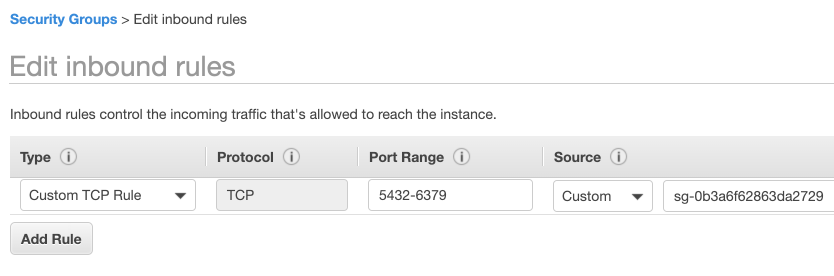 Security Groups > Edit inbound rules
Edit inbound rules
Inbound rules control the incoming traffic that's allowed to reach the instance.
Type i Protocol i Port Range i Source i
Custom TCP Rule TCP 5432-6379 Custom sg-0b3a6f62863da2729
Add Rule